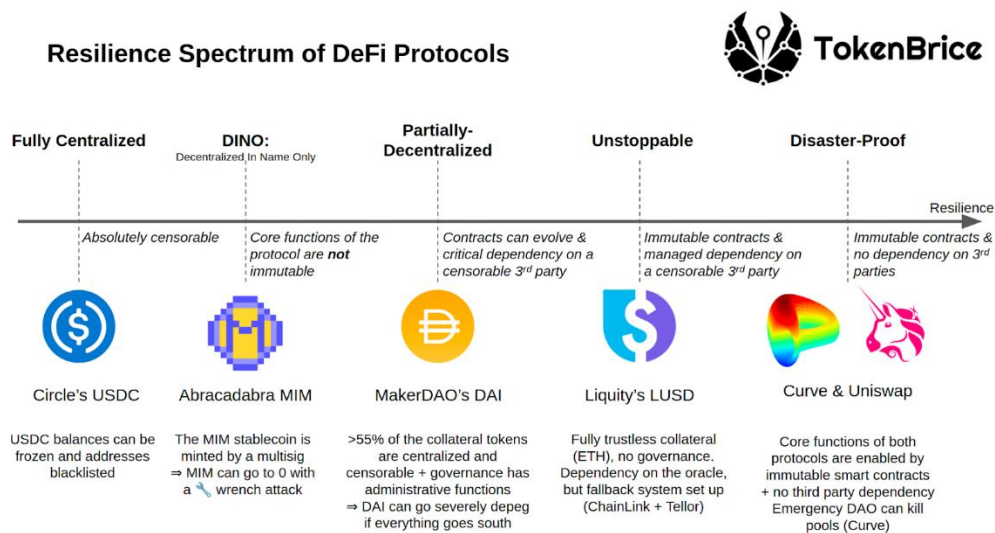 Resilience Spectrum of DeFi Protocols
TokenBrice
Fully Centralized
DINO:
Decentralized In Name Only
Partially-
Decentralized
Unstoppable
Disaster-Proof
Resilience
Absolutely censorable
Core functions of the
protocol are not
immutable
Contracts can evolve &
critical dependency on a
censorable 3rd party
Immutable contracts &
managed dependency on
a censorable 3rd party
Immutable contracts &
no dependency on 3rd
parties
Circle's USDC
Abracadabra MIM
MakerDAO's DAI
Liquity's LUSD
Curve & Uniswap
USDC balances can be
frozen and addresses
blacklisted
The MIM stablecoin is
minted by a multisig
⇒ MIM can go to 0 with
a 🔧 wrench attack
>55% of the collateral tokens
are centralized and
censorable + governance has
administrative functions
⇒ DAI can go severely depeg
if everything goes south
Fully trustless collateral
(ETH), no governance.
Dependency on the oracle,
but fallback system set up
(ChainLink + Tellor)
Core functions of both
protocols are enabled by
immutable smart contracts
+ no third party dependency
Emergency DAO can kill
pools (Curve)